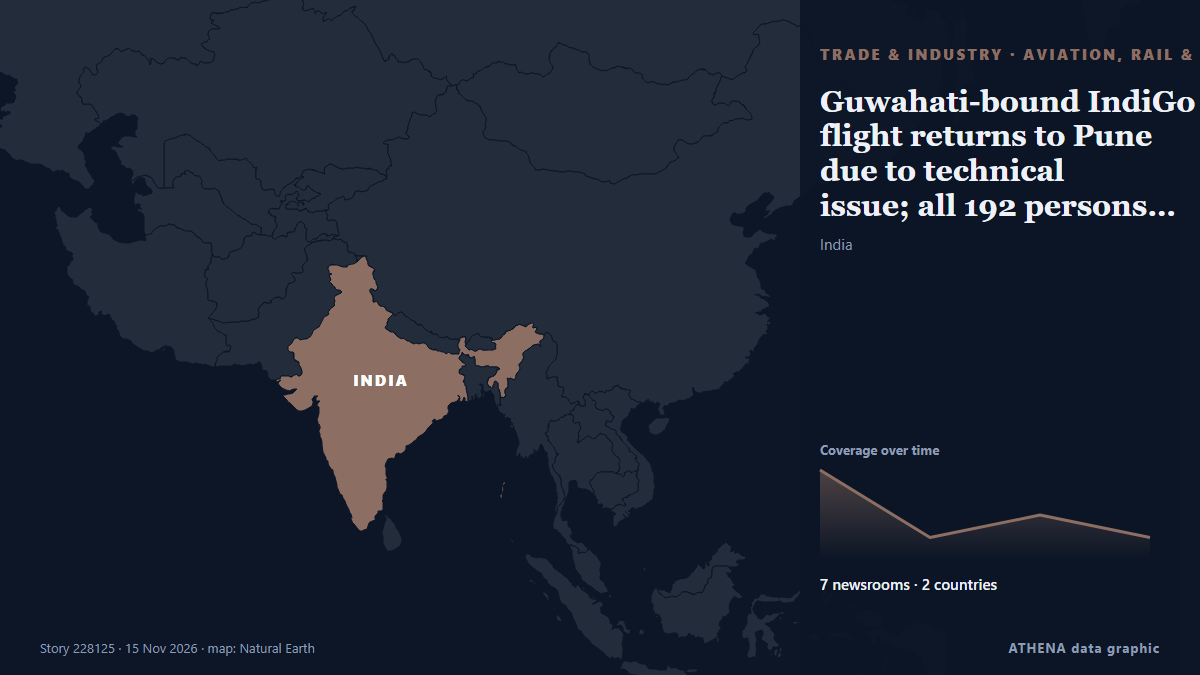 TRADE & INDUSTRY · AVIATION, RAIL &
Guwahati-bound IndiGo
flight returns to Pune
due to technical
issue; all 192 persons...
India
INDIA
Coverage over time
7 newsrooms · 2 countries
Story 228125 · 15 Nov 2026 · map: Natural Earth
ATHENA data graphic